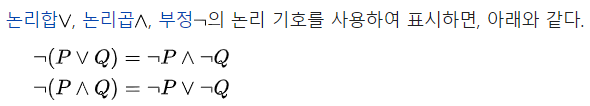 논리합∨, 논리곱∧, 부정¬의 논리 기호를 사용하여 표시하면, 아래와 같다.
¬(P ∨ Q) = ¬P ∧ ¬Q
¬(P ∧ Q) = ¬P ∨ ¬Q